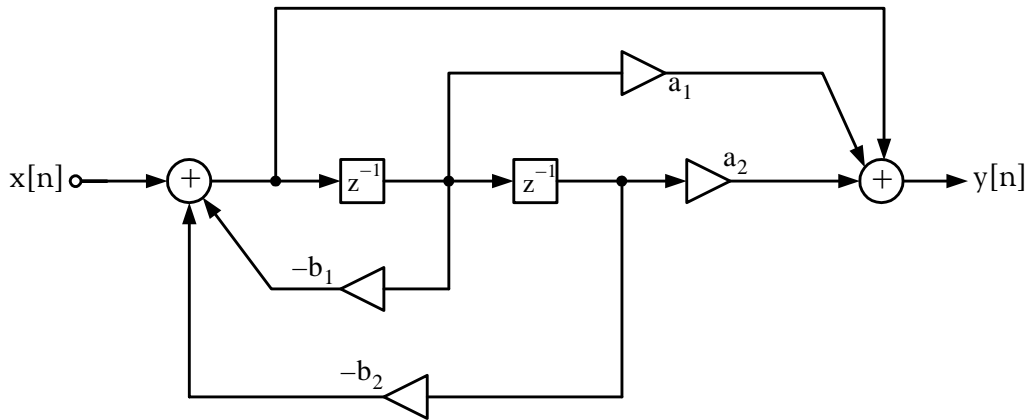 a₁
x[n]
+
z⁻¹
z⁻¹
a₂
+
y[n]
−b₁
−b₂